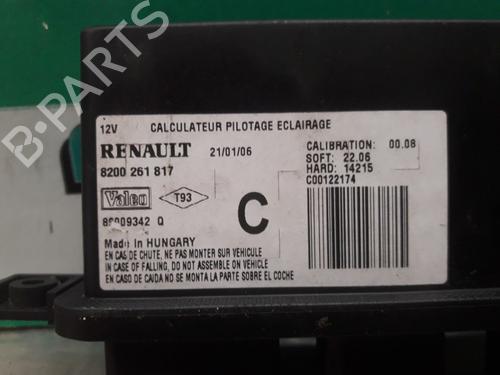 12V CALCULATEUR PILOTAGE ECLAIRAGE
RENAULT 21/01/06
8200 261 817
CALIBRATION: 00.08
SOFT: 22.06
HARD: 14215
C00122174
Valeo T93
C
89009342 Q
Made In HUNGARY
EN CAS DE CHUTE, NE PAS MONTER SUR VÉHICULE
IN CASE OF FALLING, DO NOT ASSEMBLE ON VEHICLE
EN CASO DE CAIDA NO SE MONTA LA PARTE SOBRE EL COCHE
B-PARTS